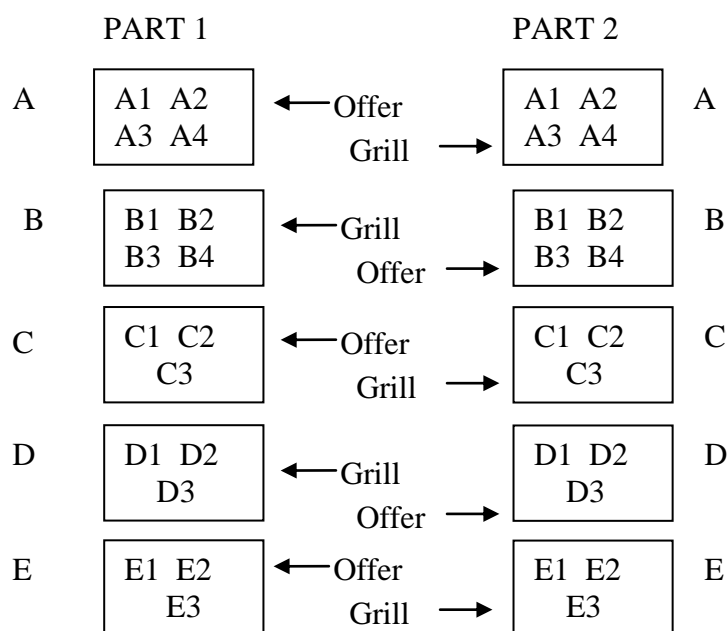 PART 1 PART 2
A A1 A2 Offer A1 A2 A
A3 A4 Grill A3 A4
B B1 B2 Grill B1 B2 B
B3 B4 Offer B3 B4
C C1 C2 Offer C1 C2 C
C3 Grill C3
D D1 D2 Grill D1 D2 D
D3 Offer D3
E E1 E2 Offer E1 E2 E
E3 Grill E3